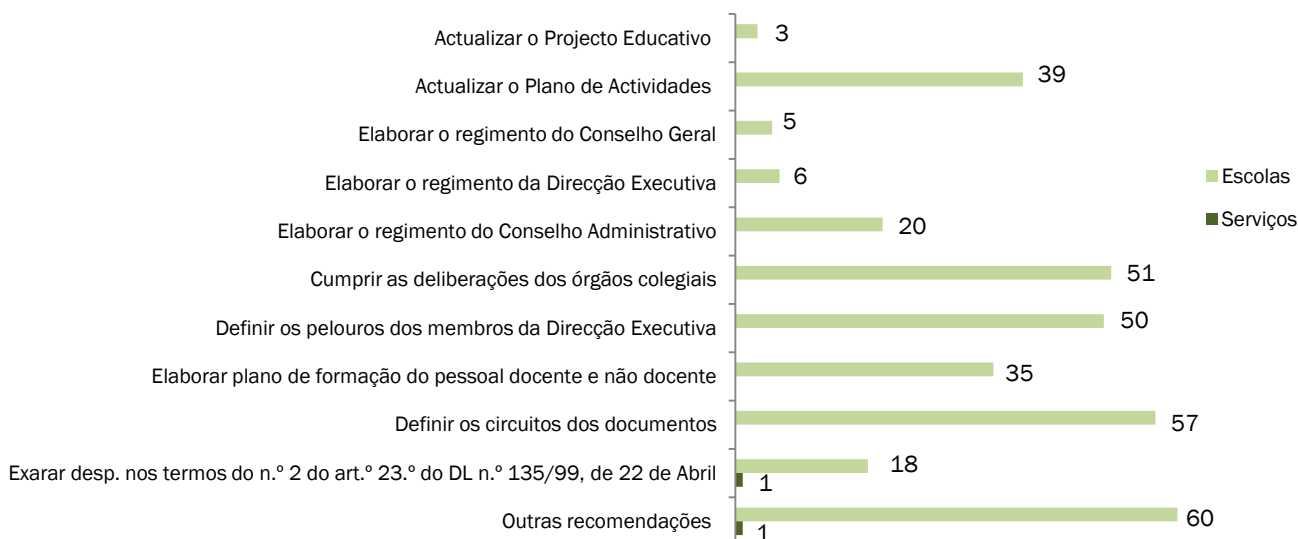 Actualizar o Projecto Educativo 3
Actualizar o Plano de Actividades 39
Elaborar o regimento do Conselho Geral 5
Elaborar o regimento da Direcção Executiva 6
Escolas
Serviços
Elaborar o regimento do Conselho Administrativo 20
Cumprir as deliberações dos órgãos colegiais 51
Definir os pelouros dos membros da Direcção Executiva 50
Elaborar plano de formação do pessoal docente e não docente 35
Definir os circuitos dos documentos 57
Exarar desp. nos termos do n.º 2 do art.º 23.º do DL n.º 135/99, de 22 de Abril 18
1
Outras recomendações 60
1